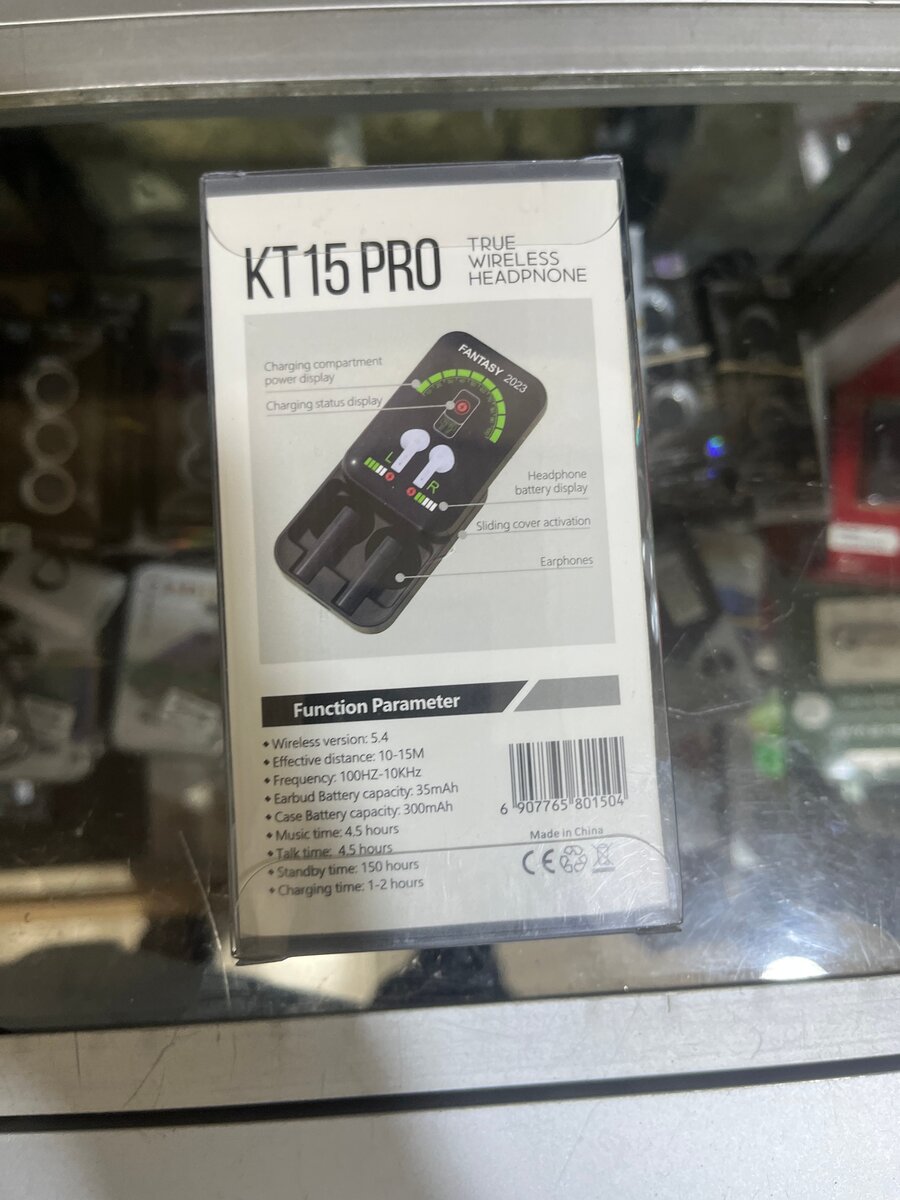 KT15 PRO
TRUE
WIRELESS
HEADPNONE
FANTASY 2023
Charging compartment
power display
Charging status display
L
R
Headphone
battery display
Sliding cover activation
Earphones
Function Parameter
◆ Wireless version: 5.4
◆ Effective distance: 10-15M
◆ Frequency: 100HZ-10KHz
◆ Earbud Battery capacity: 35mAh
◆ Case Battery capacity: 300mAh
◆ Music time: 4.5 hours
◆ Talk time: 4.5 hours
◆ Standby time: 150 hours
◆ Charging time: 1-2 hours
6 907765 801504
Made in China
CE